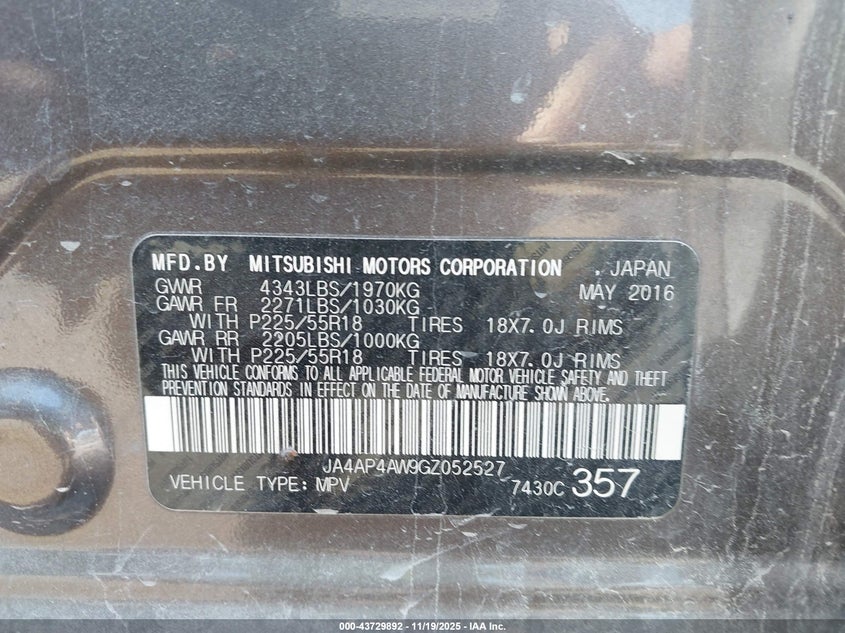 MFD.BY MITSUBISHI MOTORS CORPORATION , JAPAN
GVWR 4343LBS/1970KG MAY 2016
GAWR FR 2271LBS/1030KG
WITH P225/55R18 TIRES 18X7.0J RIMS
GAWR RR 2205LBS/1000KG
WITH P225/55R18 TIRES 18X7.0J RIMS
THIS VEHICLE CONFORMS TO ALL APPLICABLE FEDERAL MOTOR VEHICLE SAFETY AND THEFT
PREVENTION STANDARDS IN EFFECT ON THE DATE OF MANUFACTURE SHOWN ABOVE.
JA4AP4AW9GZ052527
VEHICLE TYPE: MPV 7430C 357
000-43729892 - 11/19/2025 - IAA Inc.